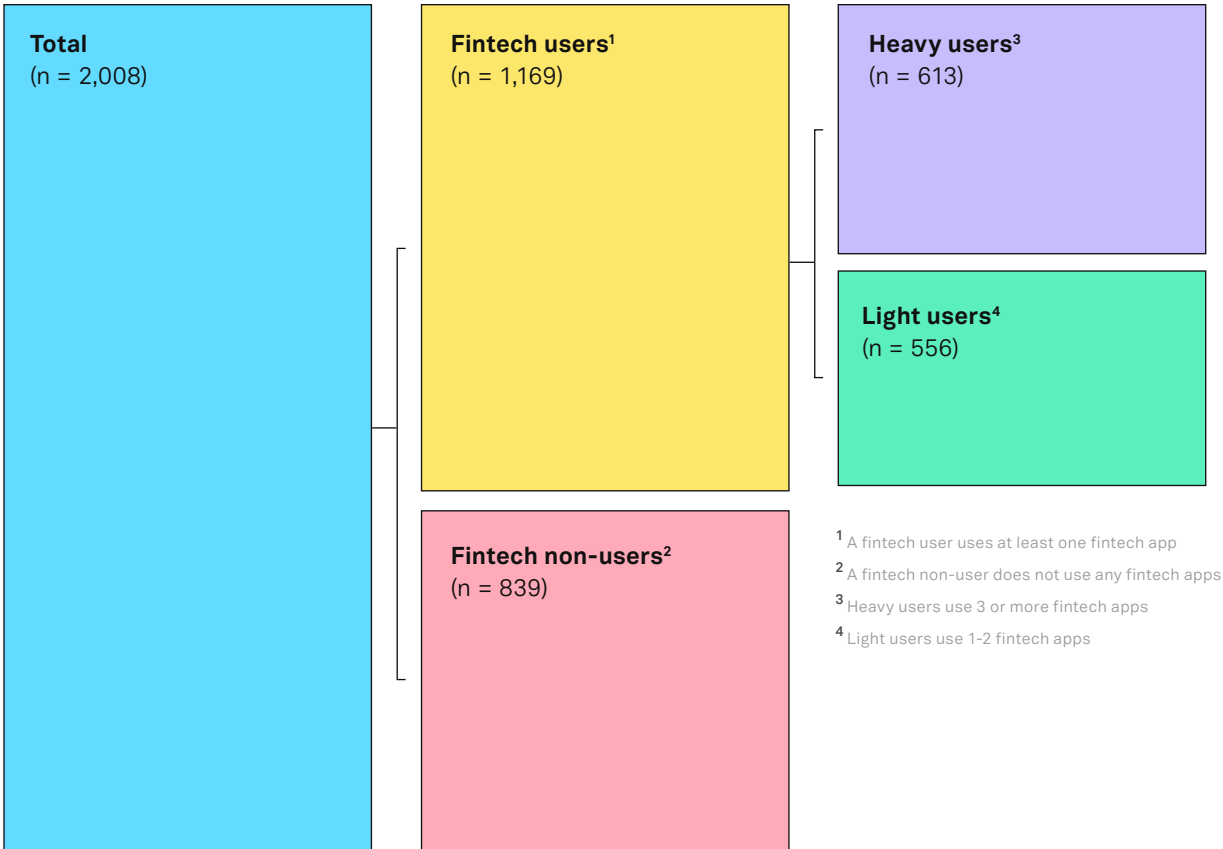 Total
(n = 2,008)
Fintech users¹
(n = 1,169)
Fintech non-users²
(n = 839)
Heavy users³
(n = 613)
Light users⁴
(n = 556)
¹ A fintech user uses at least one fintech app
² A fintech non-user does not use any fintech apps
³ Heavy users use 3 or more fintech apps
⁴ Light users use 1-2 fintech apps